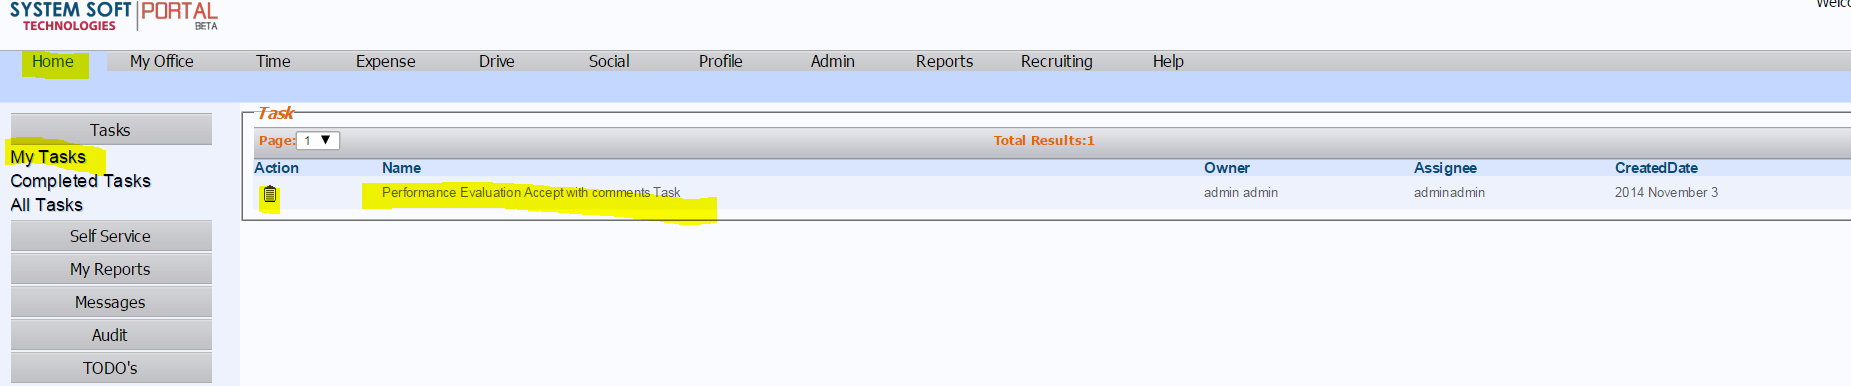 SYSTEM SOFT PORTAL
TECHNOLOGIES BETA
Home My Office Time Expense Drive Social Profile Admin Reports Recruiting Help
Tasks
My Tasks
Completed Tasks
All Tasks
Self Service
My Reports
Messages
Audit
TODO's
Task
Page: 1 ▼ Total Results:1
Action Name Owner Assignee CreatedDate
Performance Evaluation Accept with comments Task admin admin adminadmin 2014 November 3